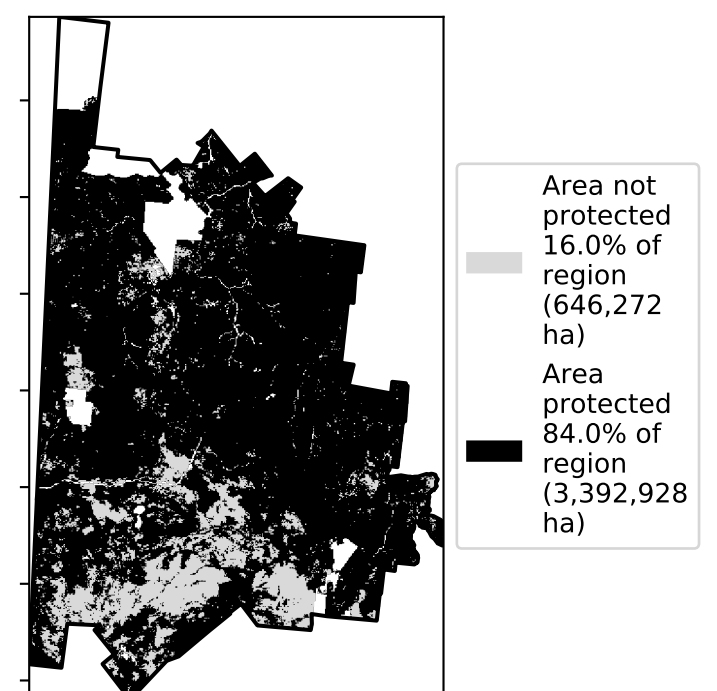 Area not
protected
16.0% of
region
(646,272
ha)
Area
protected
84.0% of
region
(3,392,928
ha)